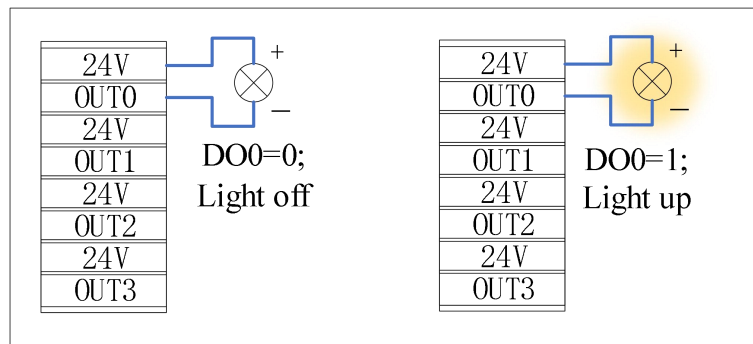 24V
OUT0
24V
OUT1
24V
OUT2
24V
OUT3
+
—
DO0=0;
Light off
24V
OUT0
24V
OUT1
24V
OUT2
24V
OUT3
+
—
DO0=1;
Light up